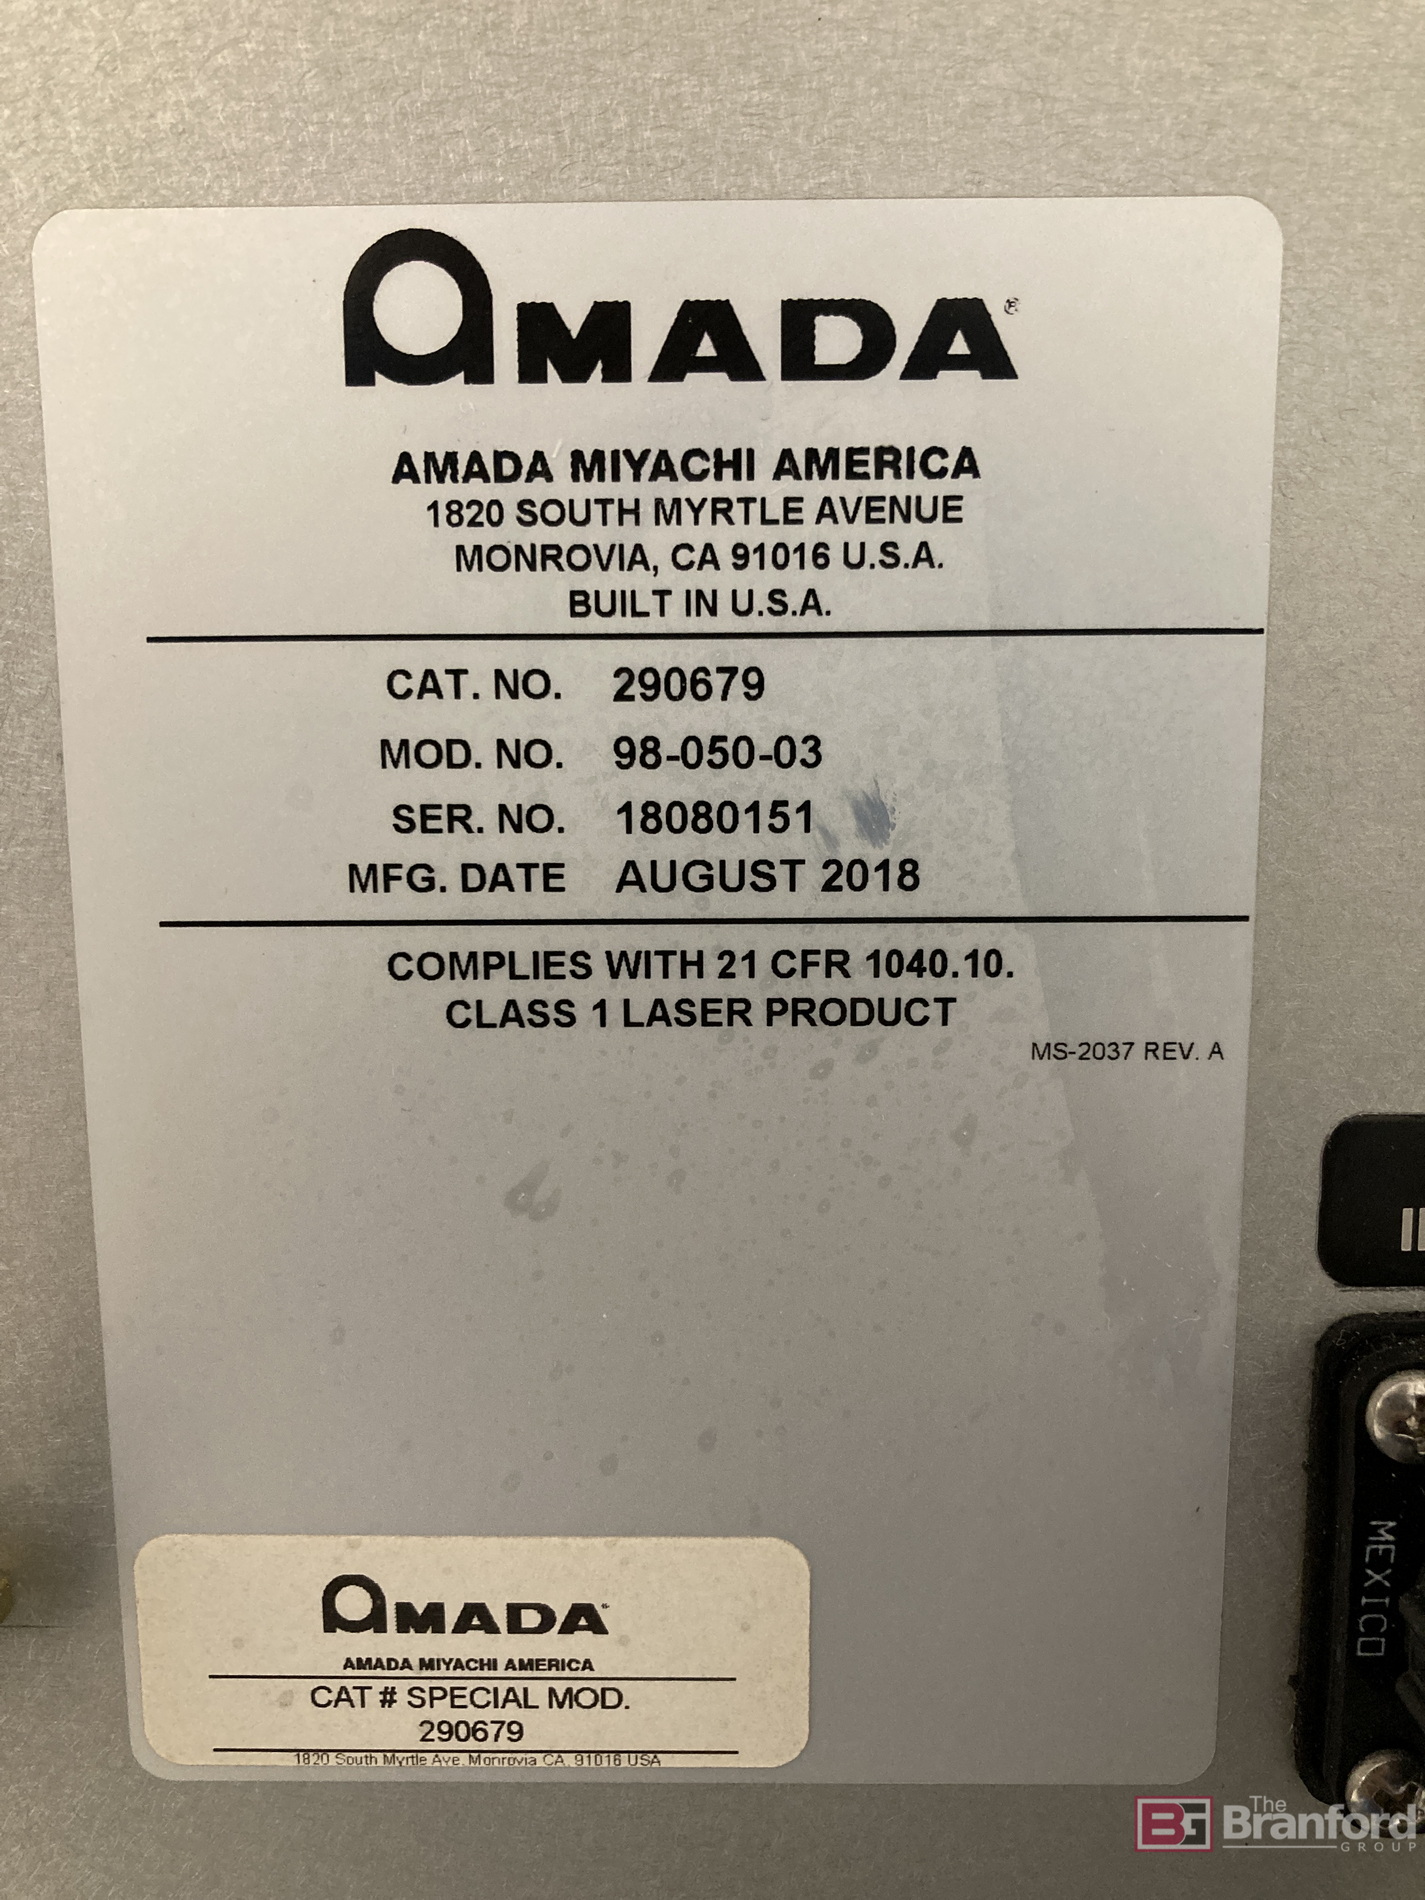 AMADA®
AMADA MIYACHI AMERICA
1820 SOUTH MYRTLE AVENUE
MONROVIA, CA 91016 U.S.A.
BUILT IN U.S.A.
CAT. NO. 290679
MOD. NO. 98-050-03
SER. NO. 18080151
MFG. DATE AUGUST 2018
COMPLIES WITH 21 CFR 1040.10.
CLASS 1 LASER PRODUCT
MS-2037 REV. A
AMADA
AMADA MIYACHI AMERICA
CAT # SPECIAL MOD.
290679
1820 South Myrtle Ave. Monrovia CA. 91016 USA
MEXICO
BG The Branford GROUP